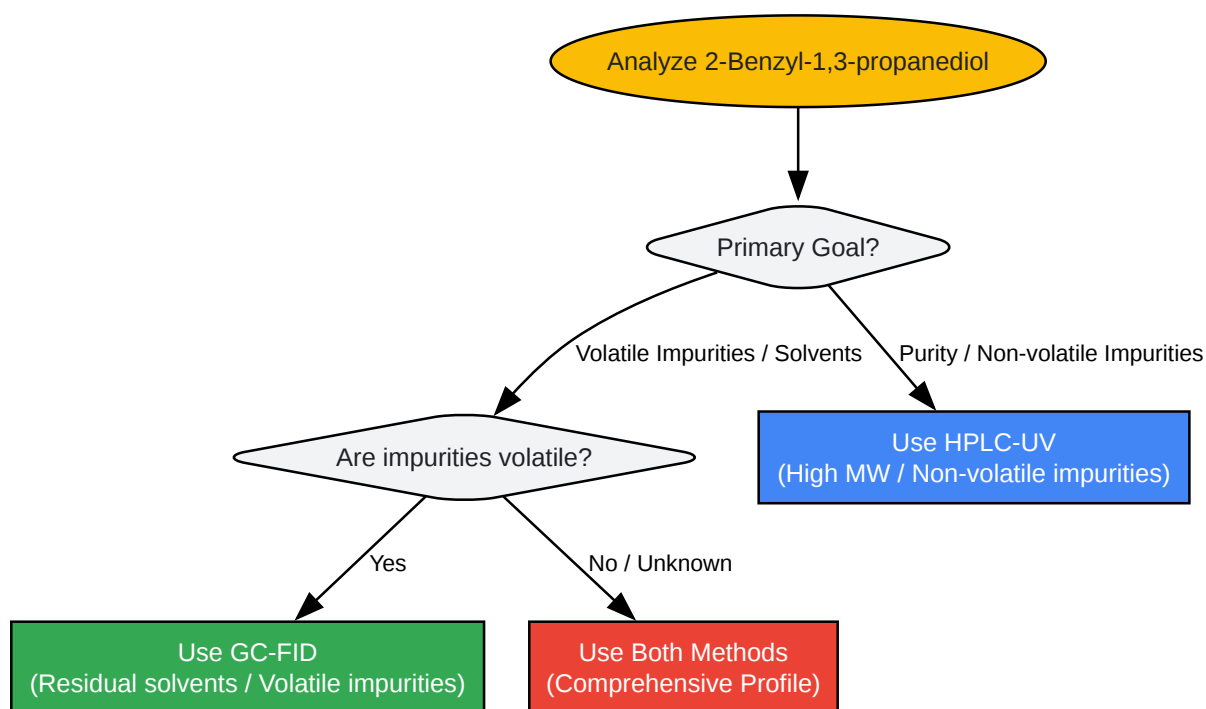 Analyze 2-Benzyl-1,3-propanediol
Primary Goal?
Volatile Impurities / Solvents
Purity / Non-volatile Impurities
Are impurities volatile?
Use HPLC-UV
(High MW / Non-volatile impurities)
Yes
No / Unknown
Use GC-FID
(Residual solvents / Volatile impurities)
Use Both Methods
(Comprehensive Profile)